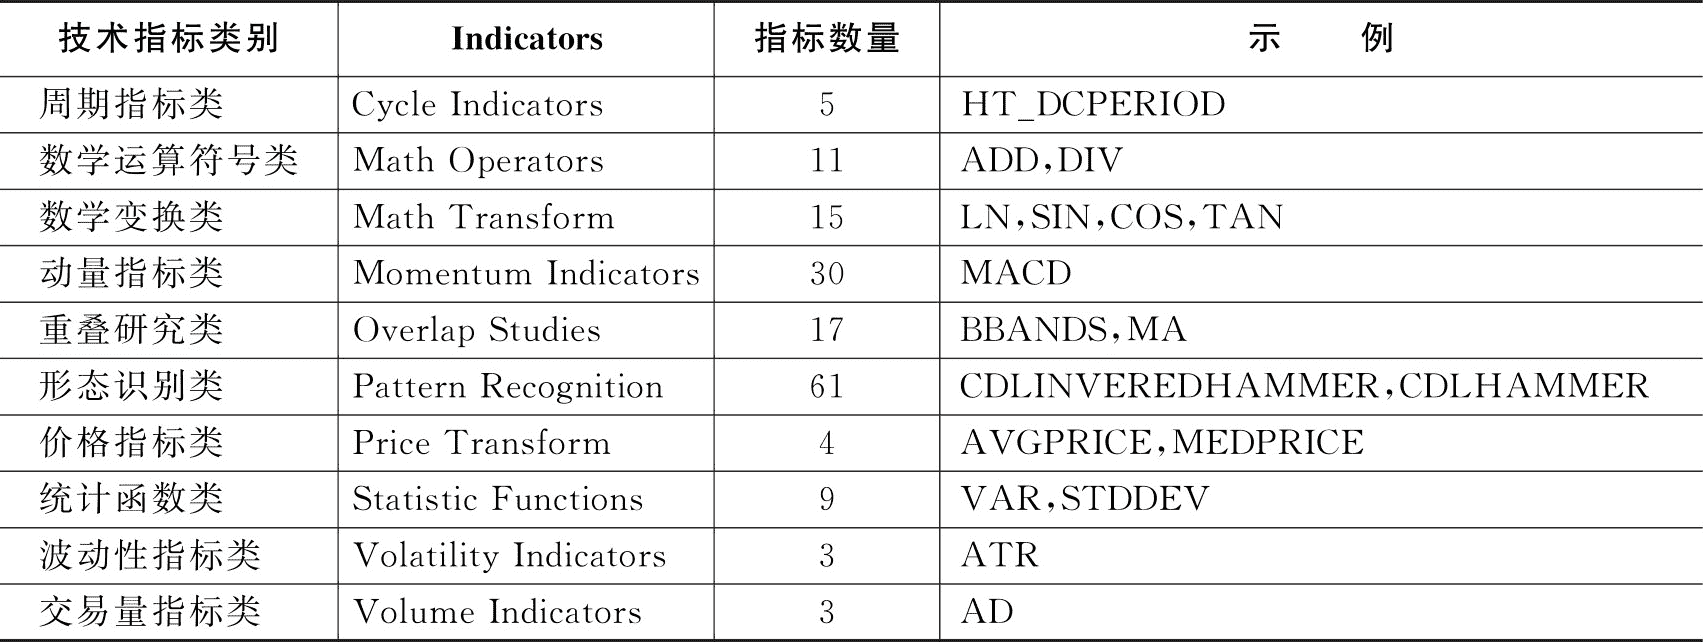 技术指标类别 Indicators 指标数量 示 例
周期指标类 Cycle Indicators 5 HT_DCPERIOD
数学运算符号类 Math Operators 11 ADD,DIV
数学变换类 Math Transform 15 LN,SIN,COS,TAN
动量指标类 Momentum Indicators 30 MACD
重叠研究类 Overlap Studies 17 BBANDS,MA
形态识别类 Pattern Recognition 61 CDLINVEREDHAMMER,CDLHAMMER
价格指标类 Price Transform 4 AVGPRICE,MEDPRICE
统计函数类 Statistic Functions 9 VAR,STDDEV
波动性指标类 Volatility Indicators 3 ATR
交易量指标类 Volume Indicators 3 AD